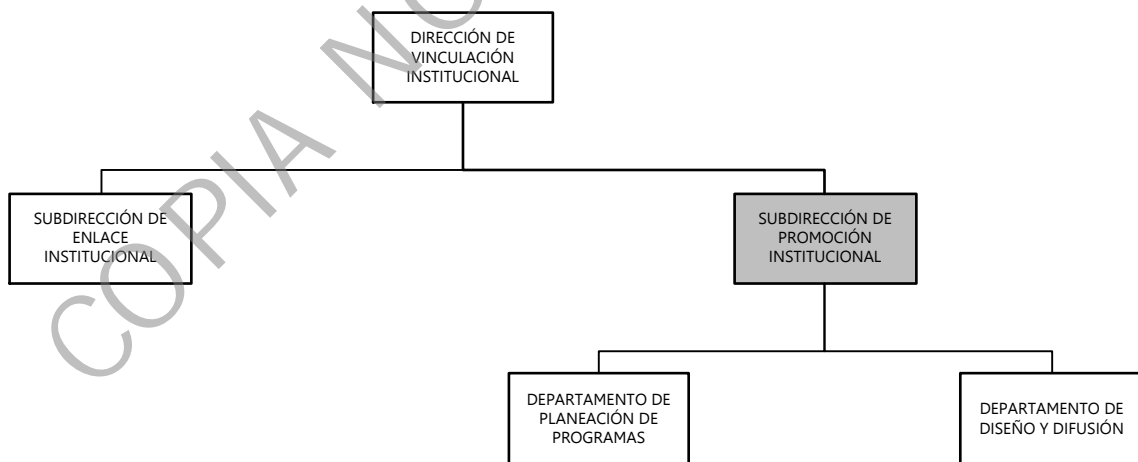 DIRECCIÓN DE
VINCULACIÓN
INSTITUCIONAL
SUBDIRECCIÓN DE
ENLACE
INSTITUCIONAL
SUBDIRECCIÓN DE
PROMOCIÓN
INSTITUCIONAL
DEPARTAMENTO DE
PLANEACIÓN DE
PROGRAMAS
DEPARTAMENTO DE
DISEÑO Y DIFUSIÓN
COPIA